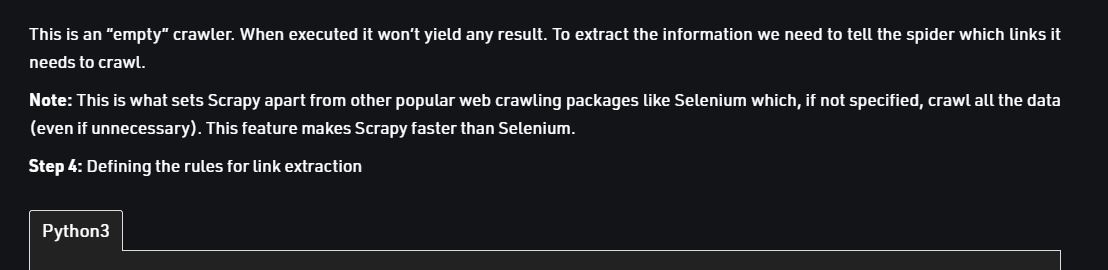 This is an “empty” crawler. When executed it won’t yield any result. To extract the information we need to tell the spider which links it
needs to crawl.
Note: This is what sets Scrapy apart from other popular web crawling packages like Selenium which, if not specified, crawl all the data
(even if unnecessary). This feature makes Scrapy faster than Selenium.
Step 4: Defining the rules for link extraction
Python3